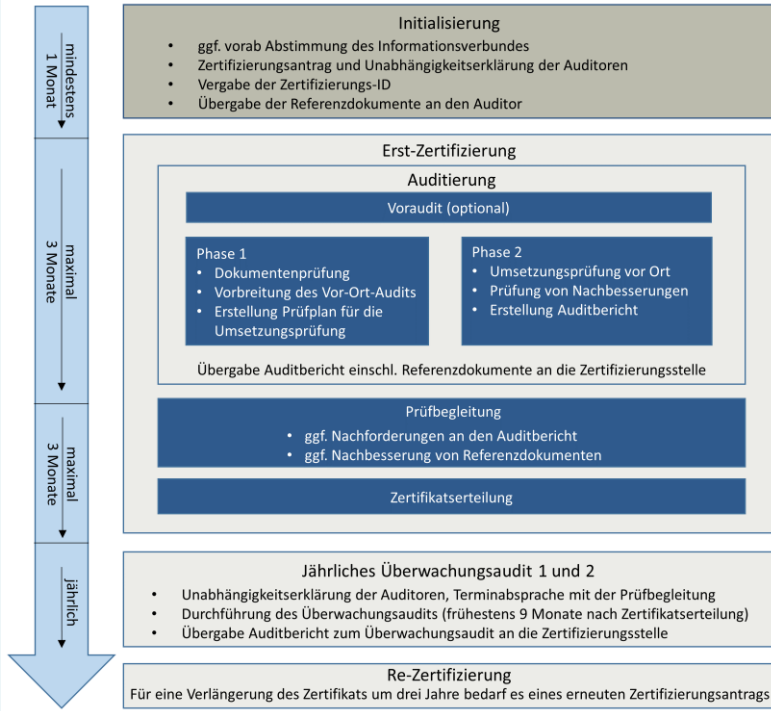 mindestens
1 Monat
Initialisierung
• ggf. vorab Abstimmung des Informationsverbundes
• Zertifizierungsantrag und Unabhängigkeitserklärung der Auditoren
• Vergabe der Zertifizierungs-ID
• Übergabe der Referenzdokumente an den Auditor
maximal
3 Monate
Erst-Zertifizierung
Auditierung
Voraudit (optional)
Phase 1
• Dokumentenprüfung
• Vorbreitung des Vor-Ort-Audits
• Erstellung Prüfplan für die
Umsetzungsprüfung
Phase 2
• Umsetzungsprüfung vor Ort
• Prüfung von Nachbesserungen
• Erstellung Auditbericht
Übergabe Auditbericht einschl. Referenzdokumente an die Zertifizierungsstelle
maximal
3 Monate
Prüfbegleitung
• ggf. Nachforderungen an den Auditbericht
• ggf. Nachbesserung von Referenzdokumenten
Zertifikatserteilung
jährlich
Jährliches Überwachungsaudit 1 und 2
• Unabhängigkeitserklärung der Auditoren, Terminabsprache mit der Prüfbegleitung
• Durchführung des Überwachungsaudits (frühestens 9 Monate nach Zertifikatserteilung)
• Übergabe Auditbericht zum Überwachungsaudit an die Zertifizierungsstelle
Re-Zertifizierung
Für eine Verlängerung des Zertifikats um drei Jahre bedarf es eines erneuten Zertifizierungsantrags